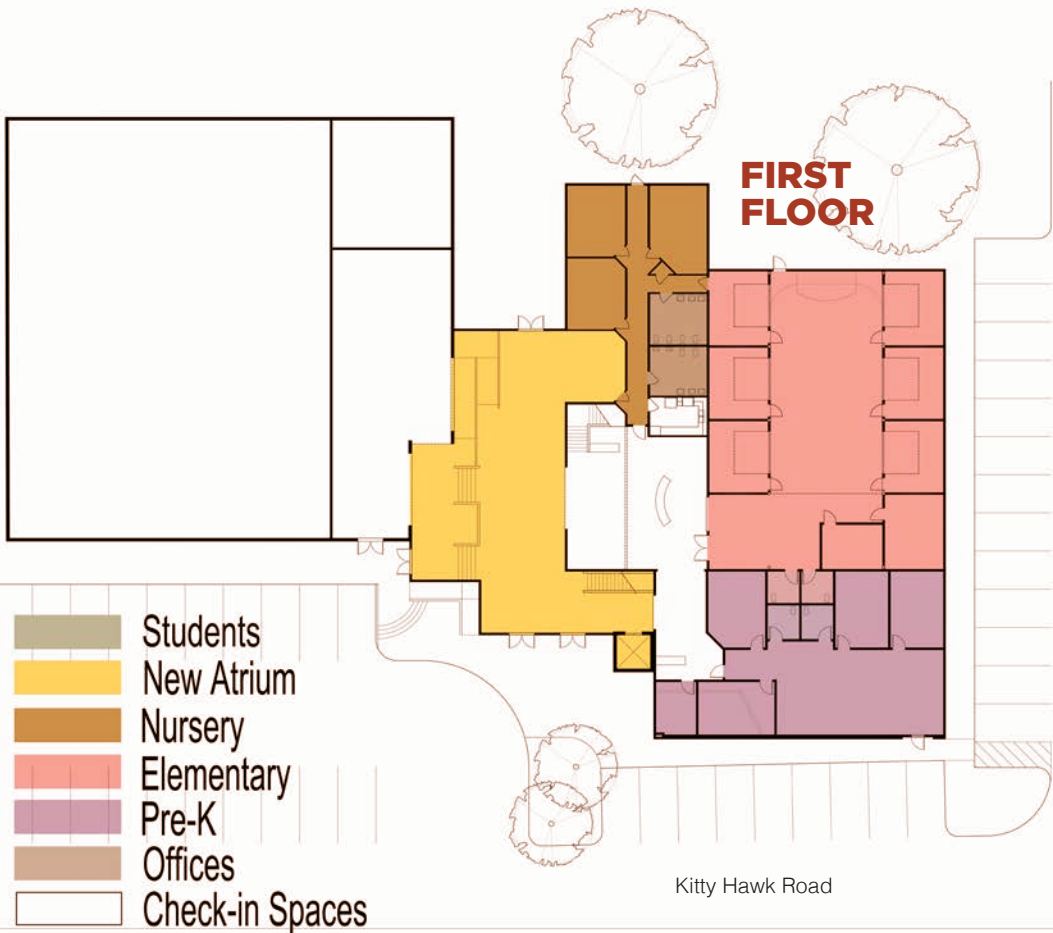 FIRST
FLOOR
Students
New Atrium
Nursery
Elementary
Pre-K
Offices
Check-in Spaces
Kitty Hawk Road